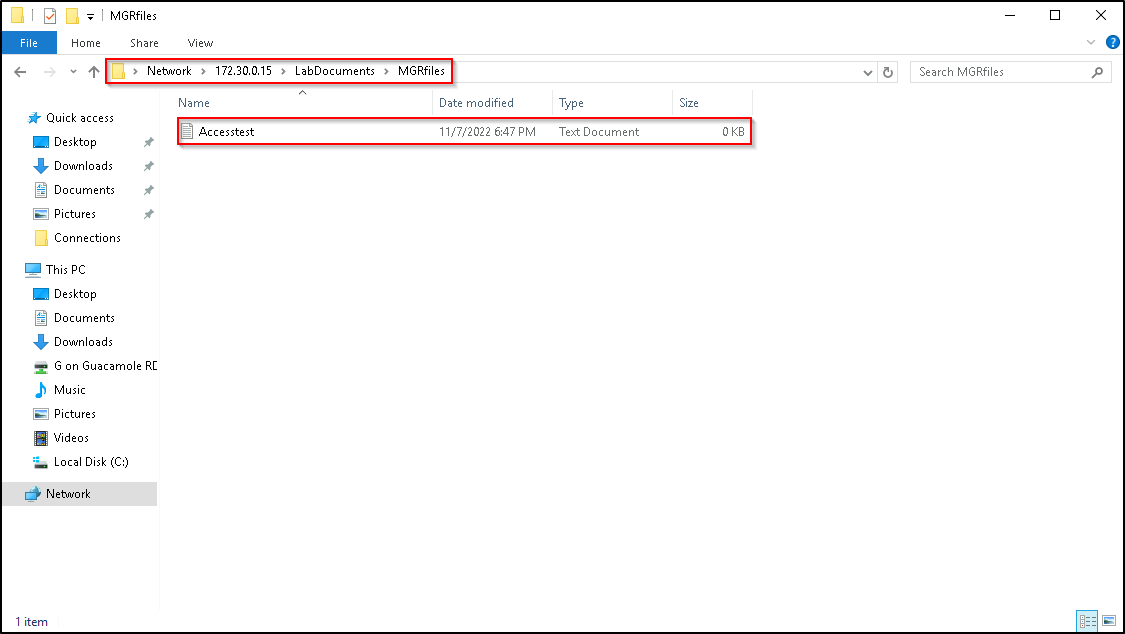 MGRfiles
File Home Share View
Network 172.30.0.15 LabDocuments MGRfiles
Search MGRfiles
Name Date modified Type Size
Accesstest 11/7/2022 6:47 PM Text Document 0 KB
Quick access
Desktop
Downloads
Documents
Pictures
Connections
This PC
Desktop
Documents
Downloads
G on Guacamole RD
Music
Pictures
Videos
Local Disk (C:)
Network
1 item